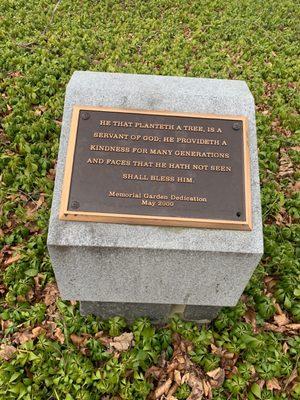 HE THAT PLANTETH A TREE, IS A
SERVANT OF GOD; HE PROVIDETH A
KINDNESS FOR MANY GENERATIONS
AND FACES THAT HE HATH NOT SEEN
SHALL BLESS HIM.
Memorial Garden Dedication
May 2000